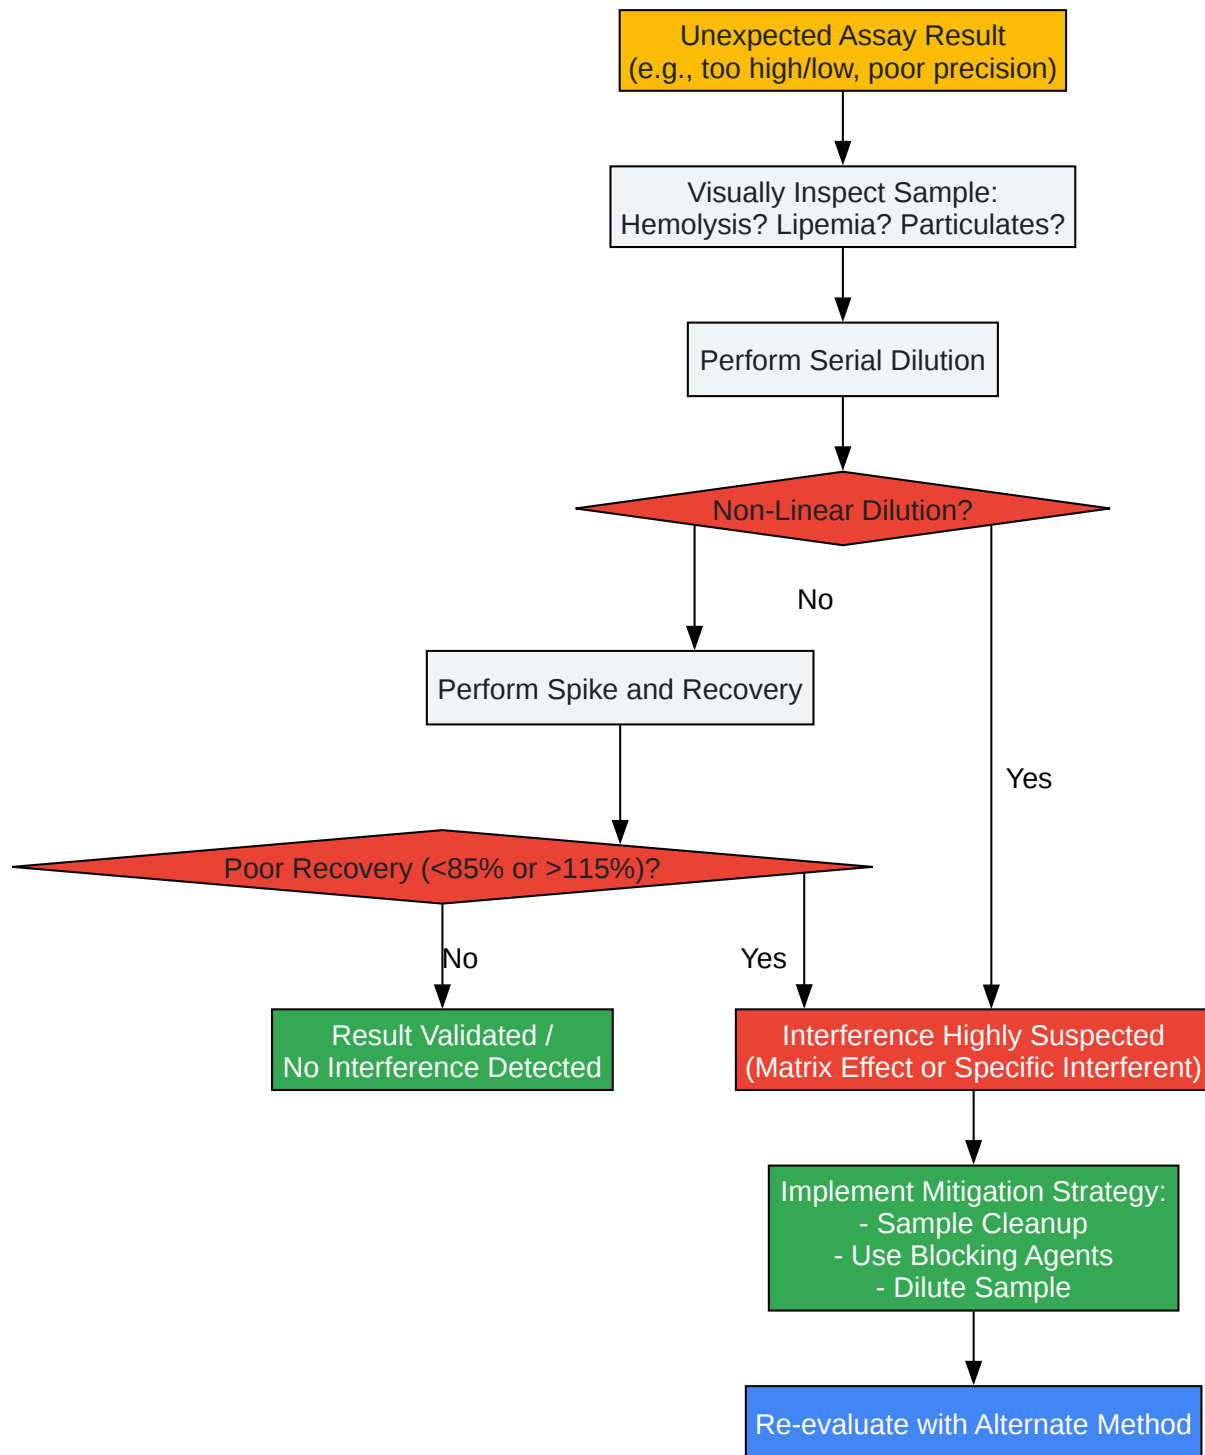 Unexpected Assay Result
(e.g., too high/low, poor precision)
Visually Inspect Sample:
Hemolysis? Lipemia? Particulates?
Perform Serial Dilution
Non-Linear Dilution?
No
Perform Spike and Recovery
Yes
Poor Recovery (<85% or >115%)?
No
Yes
Result Validated /
No Interference Detected
Interference Highly Suspected
(Matrix Effect or Specific Interferent)
Implement Mitigation Strategy:
- Sample Cleanup
- Use Blocking Agents
- Dilute Sample
Re-evaluate with Alternate Method